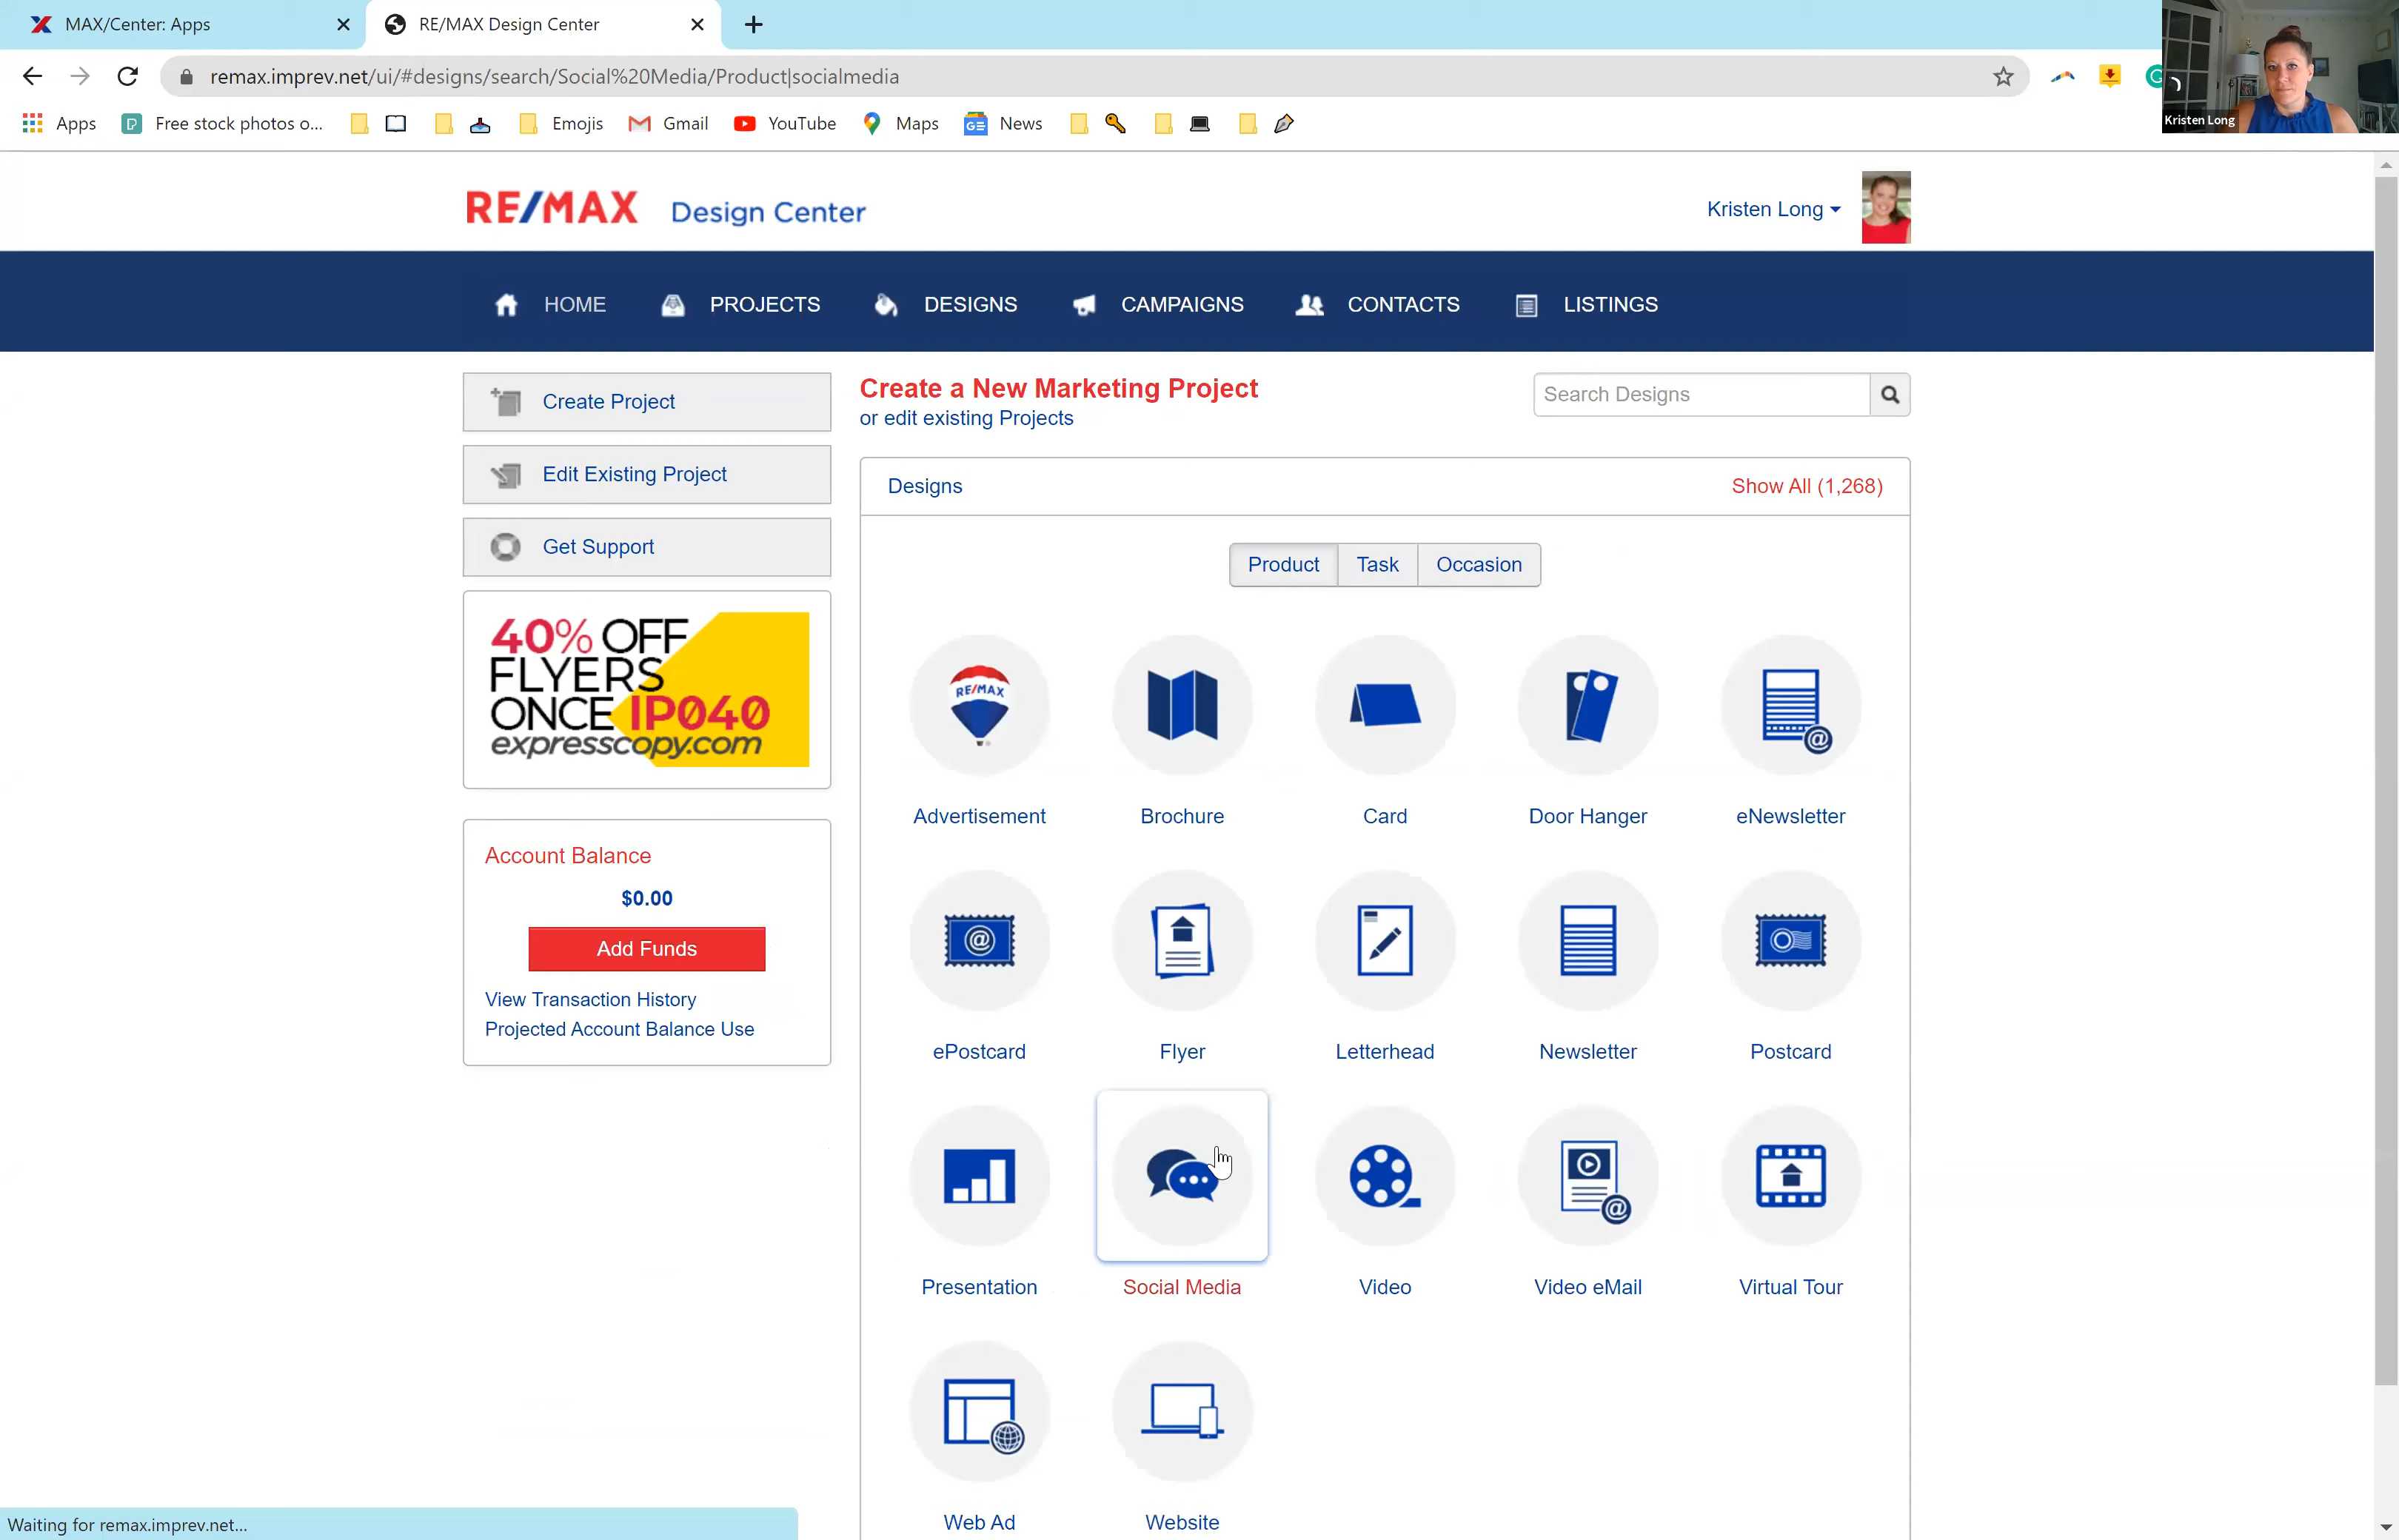 MAX/Center: Apps
RE/MAX Design Center
remax.imprev.net/ui/#designs/search/Social%20Media/Product|socialmedia
Apps
Free stock photos o...
Emojis
Gmail
YouTube
Maps
News
Kristen Long
RE/MAX Design Center
Kristen Long
HOME
PROJECTS
DESIGNS
CAMPAIGNS
CONTACTS
LISTINGS
Create Project
Edit Existing Project
Get Support
40% OFF
FLYERS
ONCE IP040
expresscopy.com
Account Balance
$0.00
Add Funds
View Transaction History
Projected Account Balance Use
Create a New Marketing Project
or edit existing Projects
Search Designs
Designs
Show All (1,268)
Product
Task
Occasion
RE/MAX
Advertisement
Brochure
Card
Door Hanger
eNewsletter
ePostcard
Flyer
Letterhead
Newsletter
Postcard
Presentation
Social Media
Video
Video eMail
Virtual Tour
Web Ad
Website
Waiting for remax.imprev.net...